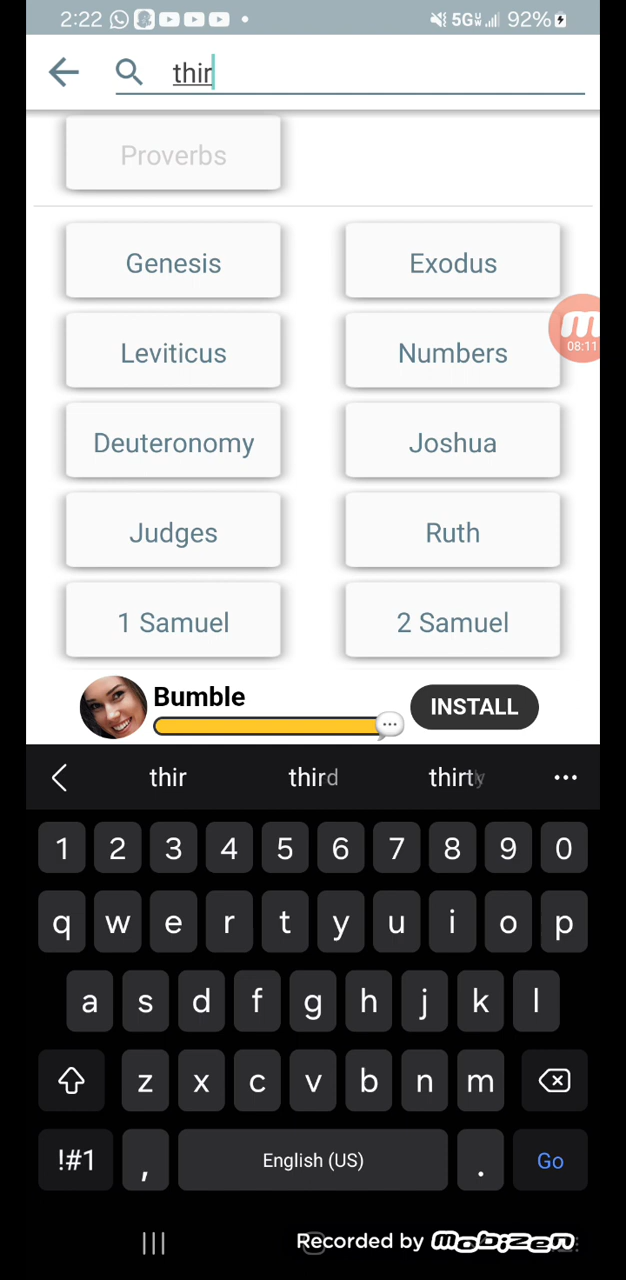 2:22 5G 92%
thir
Proverbs
Genesis Exodus
m 08:11
Leviticus Numbers
Deuteronomy Joshua
Judges Ruth
1 Samuel 2 Samuel
Bumble INSTALL
thir third thirty
1 2 3 4 5 6 7 8 9 0
q w e r t y u i o p
a s d f g h j k l
z x c v b n m
!#1 , English (US) . Go
Recorded by mobizen